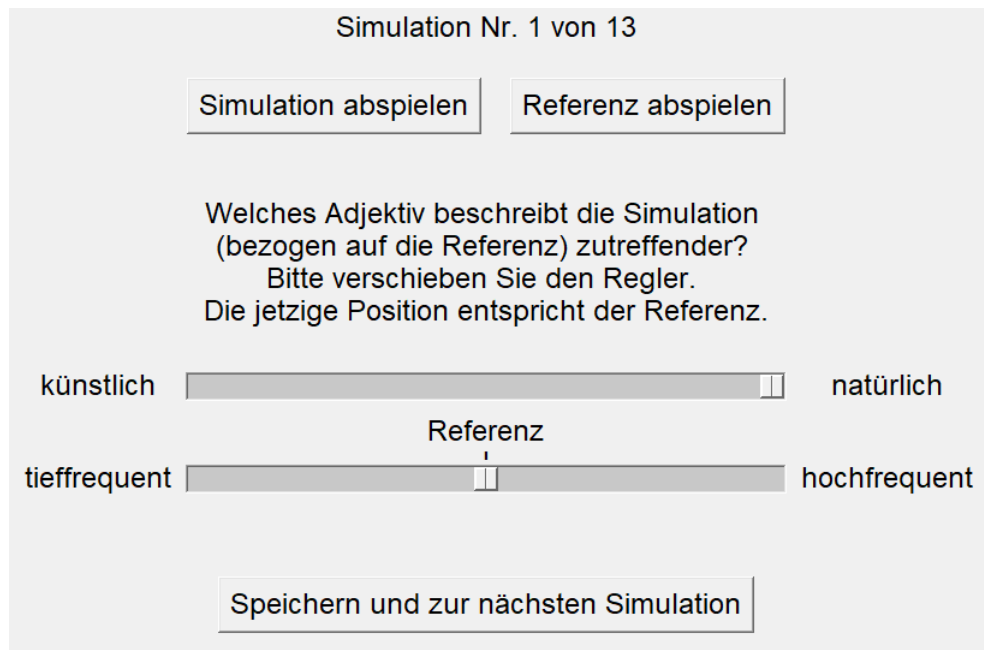 Simulation Nr. 1 von 13
Simulation abspielen
Referenz abspielen
Welches Adjektiv beschreibt die Simulation
(bezogen auf die Referenz) zutreffender?
Bitte verschieben Sie den Regler.
Die jetzige Position entspricht der Referenz.
künstlich
natürlich
Referenz
tieffrequent
hochfrequent
Speichern und zur nächsten Simulation